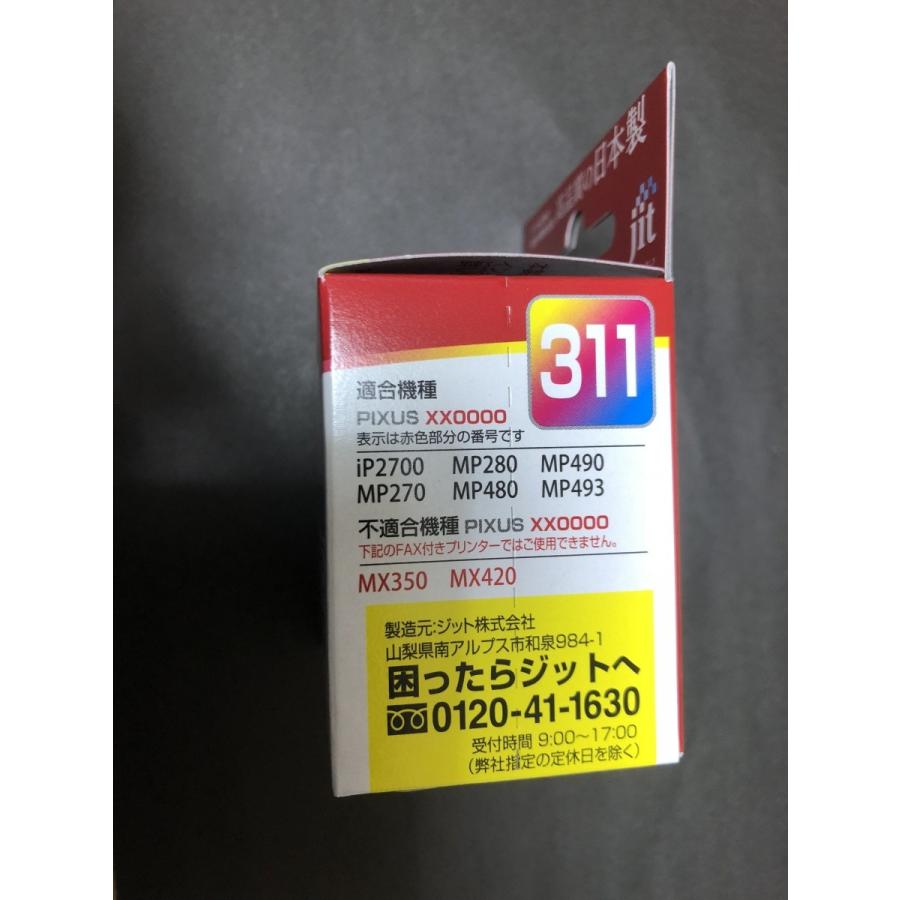 日本製
jit
311
適合機種
PIXUS XX0000
表示は赤色部分の番号です
iP2700 MP280 MP490
MP270 MP480 MP493
不適合機種 PIXUS XX0000
下記のFAX付きプリンターではご使用できません。
MX350 MX420
製造元:ジット株式会社
山梨県南アルプス市和泉984-1
困ったらジットへ
0120-41-1630
受付時間 9:00〜17:00
(弊社指定の定休日を除く)